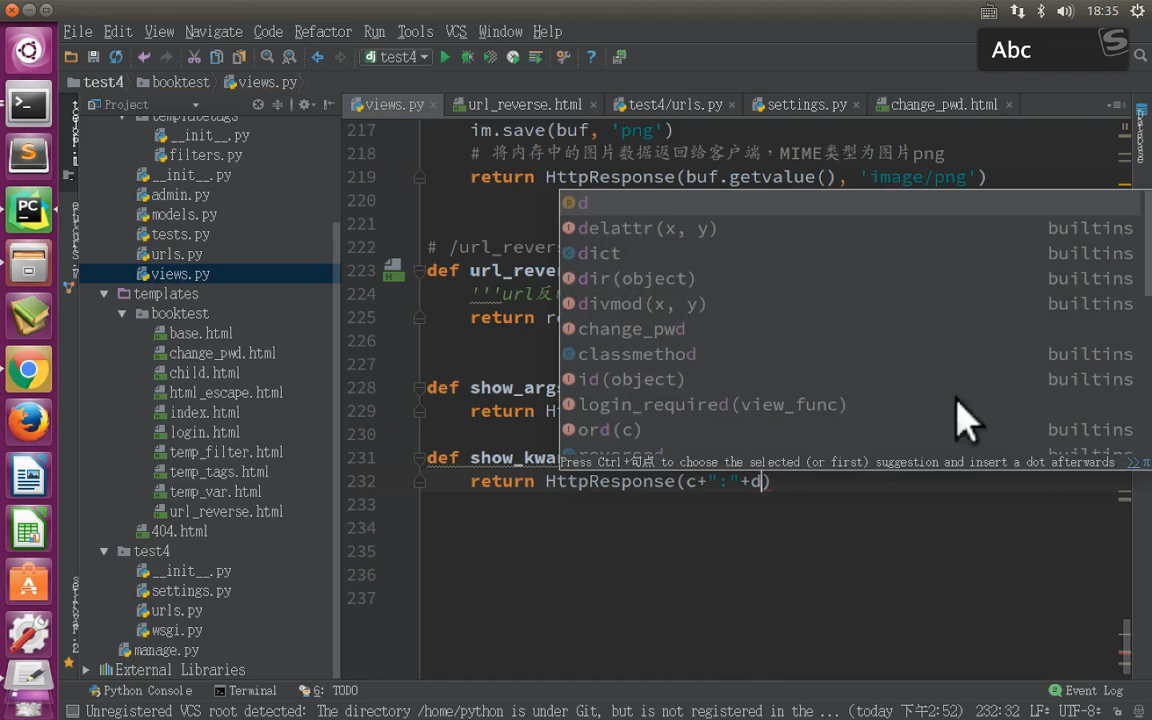 18:35
File Edit View Navigate Code Refactor Run Tools VCS Window Help
Abc
test4
test4 booktest views.py
Project
views.py url_reverse.html test4/urls.py settings.py change_pwd.html
templatetags
__init__.py
filters.py
__init__.py
admin.py
models.py
tests.py
urls.py
views.py
templates
booktest
base.html
change_pwd.html
child.html
html_escape.html
index.html
login.html
temp_filter.html
temp_tags.html
temp_var.html
url_reverse.html
404.html
test4
__init__.py
settings.py
urls.py
wsgi.py
manage.py
External Libraries
217 im.save(buf, 'png')
218 # 将内存中的图片数据返回给客户端，MIME类型为图片png
219 return HttpResponse(buf.getvalue(), 'image/png')
220
221
222 # /url_revers
223 def url_rever
224 '''url反
225 return re
226
227
228 def show_args
229 return H
230
231 def show_kwa
232 return HttpResponse(c+":"+d)
233
234
235
236
237
d
delattr(x, y) builtins
dict builtins
dir(object) builtins
divmod(x, y) builtins
change_pwd
classmethod builtins
id(object) builtins
login_required(view_func)
ord(c) builtins
reversed
Press Ctrl+句点 to choose the selected (or first) suggestion and insert a dot afterwards >> π
Python Console Terminal 6: TODO Event Log
Unregistered VCS root detected: The directory /home/python is under Git, but is not registered in the ... (today 下午2:52) 232:32 LF÷ UTF-8÷